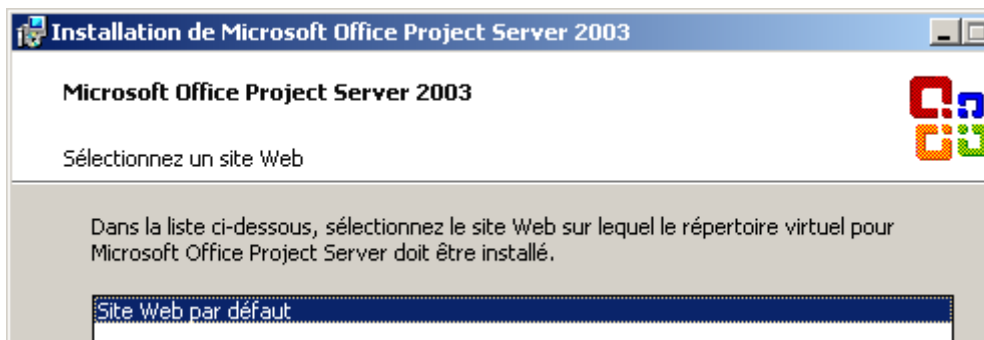 Installation de Microsoft Office Project Server 2003
Microsoft Office Project Server 2003
Sélectionnez un site Web
Dans la liste ci-dessous, sélectionnez le site Web sur lequel le répertoire virtuel pour
Microsoft Office Project Server doit être installé.
Site Web par défaut